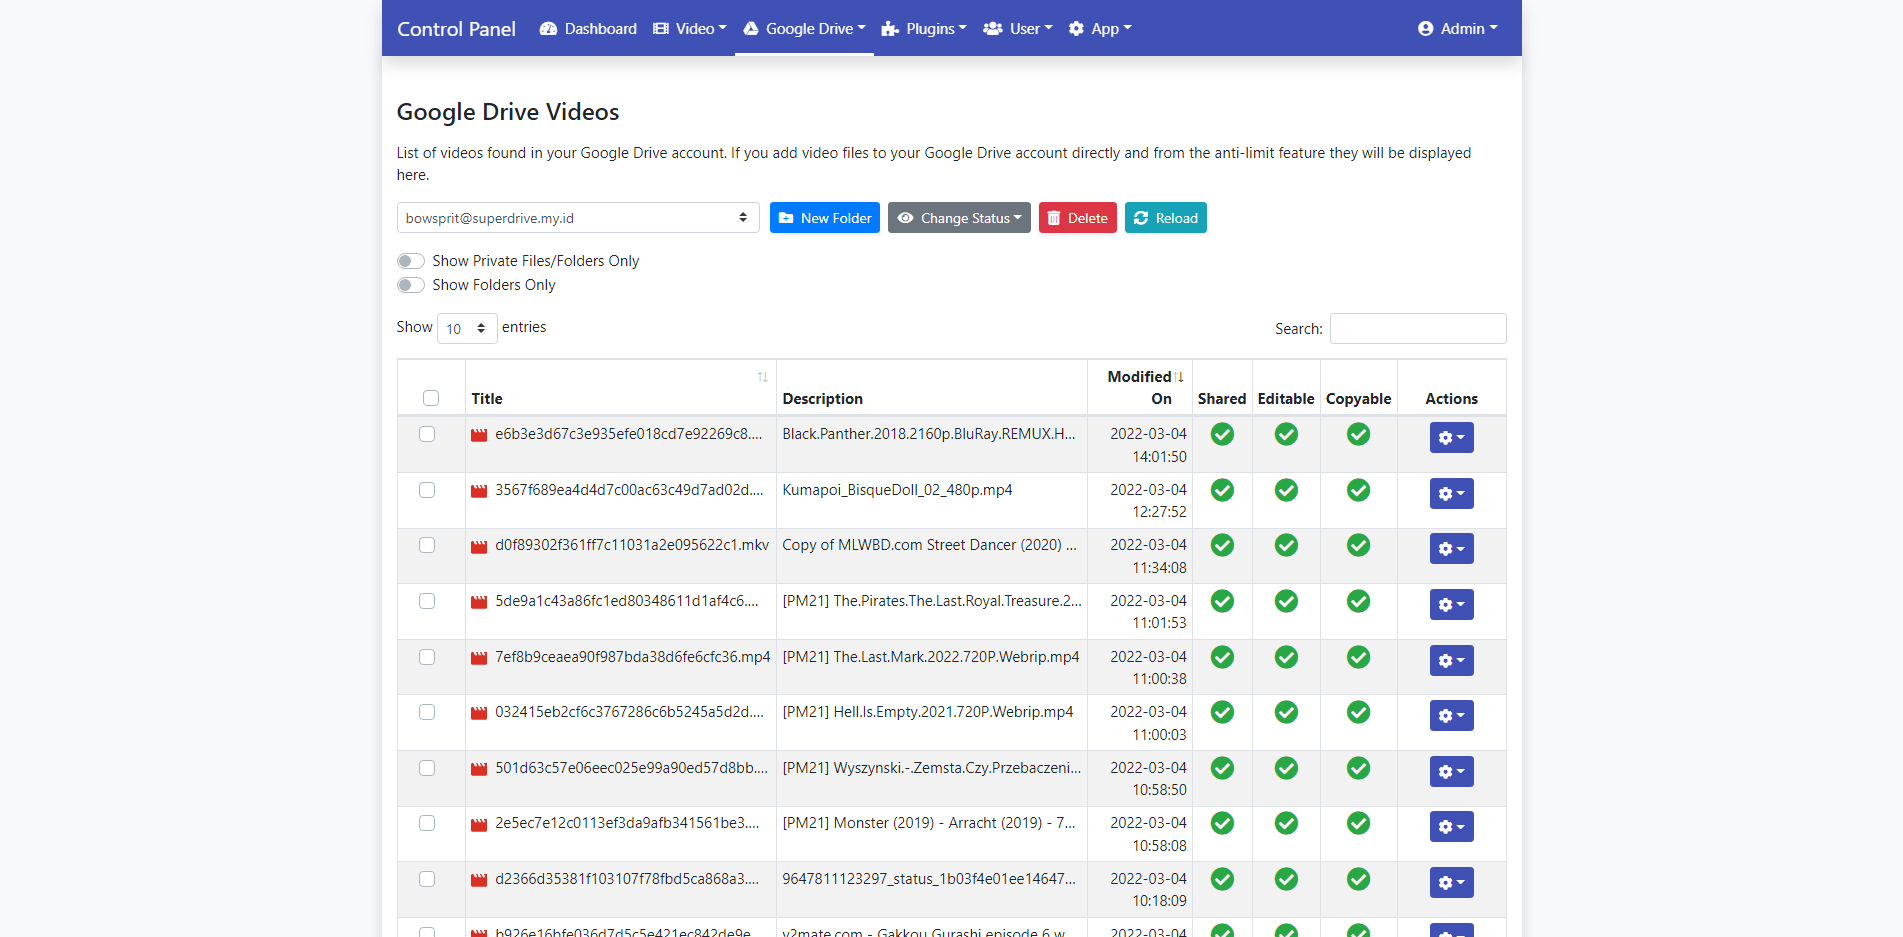 Control Panel Dashboard Video Google Drive Plugins User App Admin
Google Drive Videos
List of videos found in your Google Drive account. If you add video files to your Google Drive account directly and from the anti-limit feature they will be displayed
here.
bowsprit@superdrive.my.id New Folder Change Status Delete Reload
Show Private Files/Folders Only
Show Folders Only
Show 10 entries Search:
Modified
Title Description On Shared Editable Copyable Actions
e6b3e3d67c3e935efe018cd7e92269c8.... Black.Panther.2018.2160p.BluRay.REMUX.H... 2022-03-04
14:01:50
3567f689ea4d4d7c00ac63c49d7ad02d.... Kumapoi_BisqueDoll_02_480p.mp4 2022-03-04
12:27:52
d0f89302f361ff7c11031a2e095622c1.mkv Copy of MLWBD.com Street Dancer (2020) ... 2022-03-04
11:34:08
5de9a1c43a86fc1ed80348611d1af4c6.... [PM21] The.Pirates.The.Last.Royal.Treasure.2... 2022-03-04
11:01:53
7ef8b9ceaea90f987bda38d6fe6cfc36.mp4 [PM21] The.Last.Mark.2022.720P.Webrip.mp4 2022-03-04
11:00:38
032415eb2cf6c3767286c6b5245a5d2d.... [PM21] Hell.Is.Empty.2021.720P.Webrip.mp4 2022-03-04
11:00:03
501d63c57e06eec025e99a90ed57d8bb.... [PM21] Wyszynski.-.Zemsta.Czy.Przebaczeni... 2022-03-04
10:58:50
2e5ec7e12c0113ef3da9afb341561be3.... [PM21] Monster (2019) - Arracht (2019) - 7... 2022-03-04
10:58:08
d2366d35381f103107f78fbd5ca868a3.... 9647811123297_status_1b03f4e01ee14647... 2022-03-04
10:18:09
b926e16bfe036d7d5c5e421ec842de9e y2mate.com - Gakkou Gurashi episode 6 w 2022-03-04